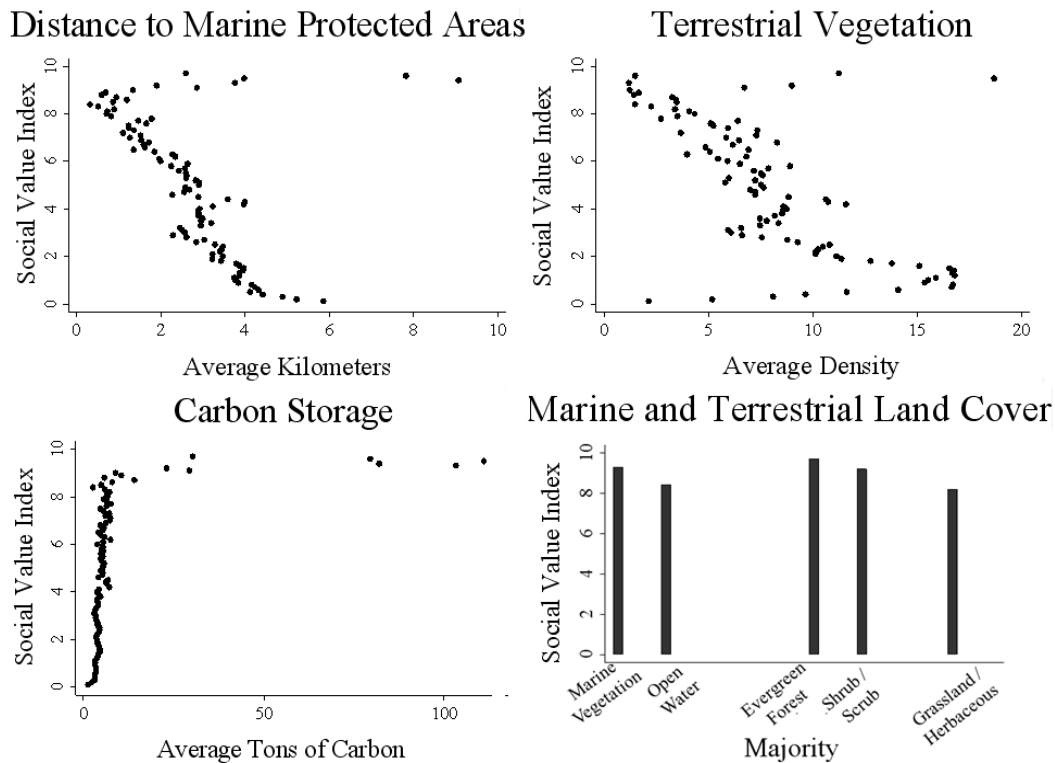 Distance to Marine Protected Areas
Social Value Index
10
8
6
4
2
0
0 2 4 6 8 10
Average Kilometers
Terrestrial Vegetation
Social Value Index
10
8
6
4
2
0
0 5 10 15 20
Average Density
Carbon Storage
Social Value Index
10
8
6
4
2
0
0 50 100
Average Tons of Carbon
Marine and Terrestrial Land Cover
Social Value Index
10
8
6
4
2
0
Marine
Vegetation
Open
Water
Evergreen
Forest
Shrub /
Scrub
Grassland /
Herbaceous
Majority